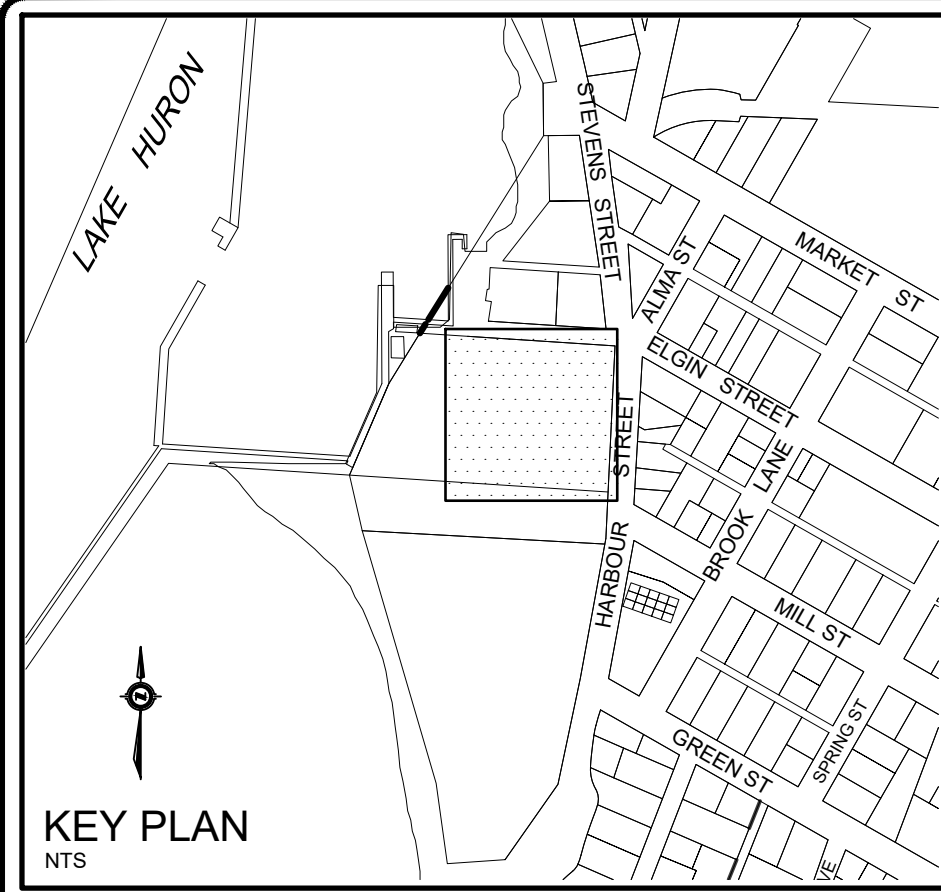 LAKE HURON
STEVENS STREET
MARKET ST
ALMA ST
ELGIN STREET
HARBOUR STREET
BROOK LANE
MILL ST
SPRING ST
GREEN ST
VE
KEY PLAN
NTS